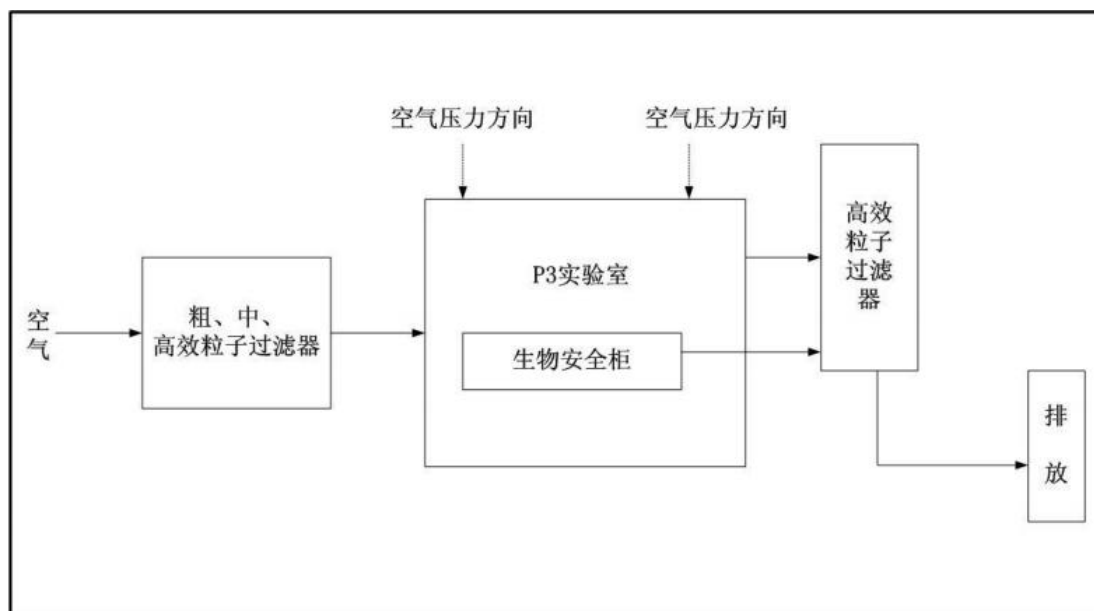 空气压力方向
空气压力方向
空
气
粗、中、
高效粒子过滤器
P3实验室
生物安全柜
高效
粒子
过滤
器
排
放